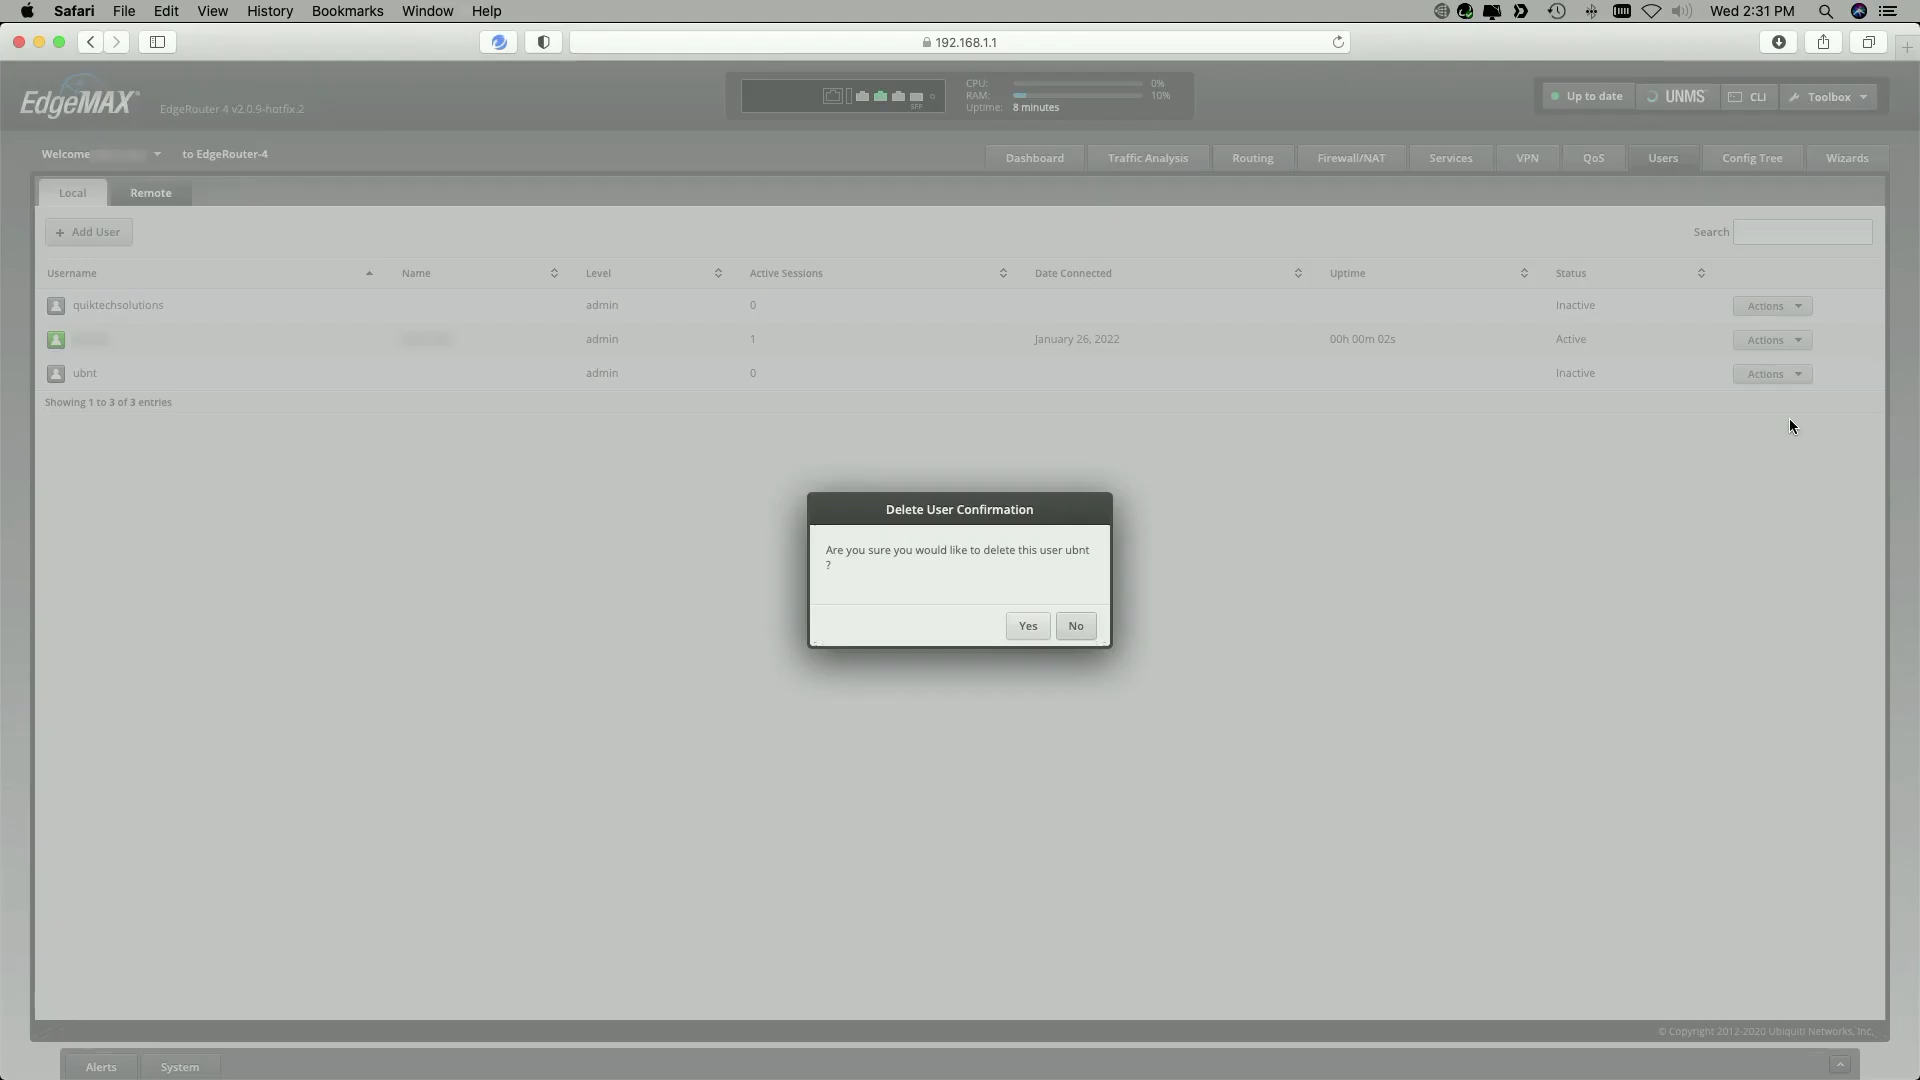 Safari File Edit View History Bookmarks Window Help Wed 2:31 PM
192.168.1.1
EdgeMAX EdgeRouter 4 v2.0.9-hotfix.2
SFP
CPU: 0%
RAM: 10%
Uptime: 8 minutes
Up to date UNMS CLI Toolbox
Welcome to EdgeRouter-4
Dashboard Traffic Analysis Routing Firewall/NAT Services VPN QoS Users Config Tree Wizards
Local Remote
+ Add User Search
Username Name Level Active Sessions Date Connected Uptime Status
quiktechsolutions admin 0 Inactive Actions
admin 1 January 26, 2022 00h 00m 02s Active Actions
ubnt admin 0 Inactive Actions
Showing 1 to 3 of 3 entries
Delete User Confirmation
Are you sure you would like to delete this user ubnt
?
Yes No
© Copyright 2012-2020 Ubiquiti Networks, Inc.
Alerts System